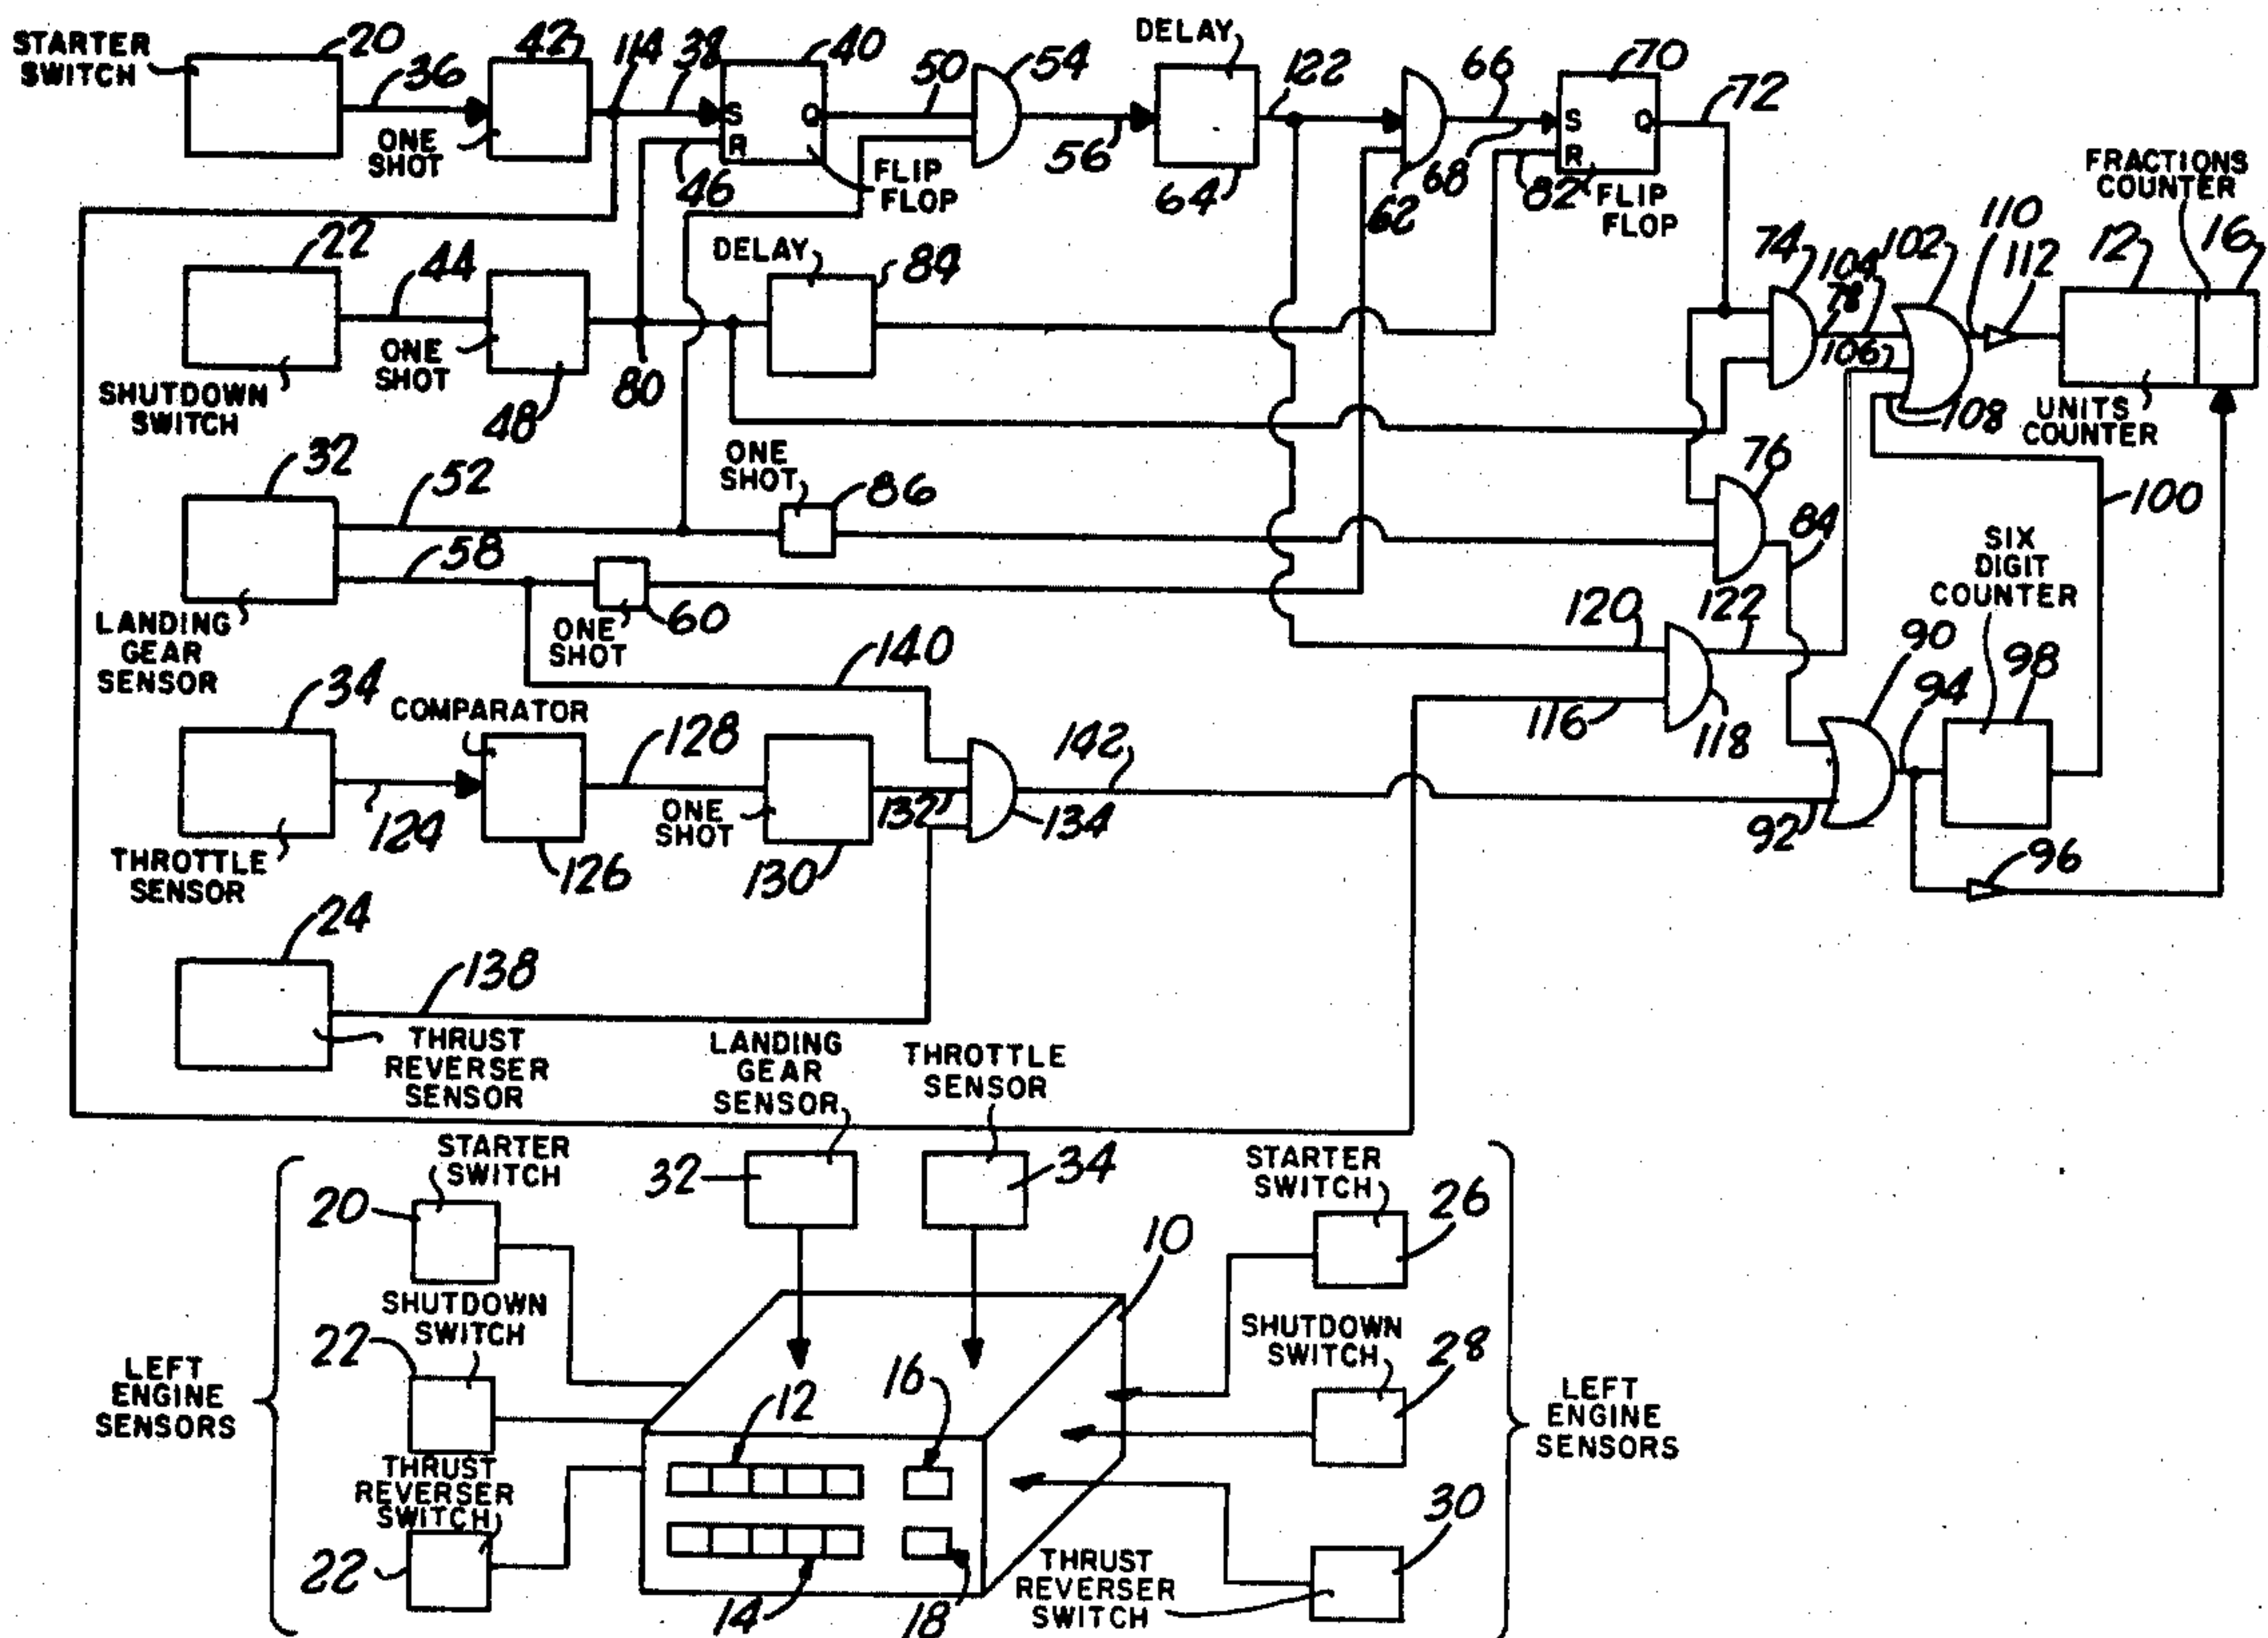 STARTER
SWITCH
20
36
42
ONE
SHOT
114
38
40
S
Q
R
46
FLIP
FLOP
50
54
56
DELAY
64
122
62
66
68
70
S
Q
R
82
FLIP
FLOP
72
FRACTIONS
COUNTER
22
44
SHUTDOWN
SWITCH
ONE
SHOT
48
80
DELAY
84
74
104
78
106
102
108
110
112
12
16
UNITS
COUNTER
32
52
58
LANDING
GEAR
SENSOR
ONE
SHOT
86
ONE
SHOT
60
76
84
100
SIX
DIGIT
COUNTER
34
124
THROTTLE
SENSOR
COMPARATOR
126
128
ONE
SHOT
130
132
140
134
142
120
122
116
118
90
92
94
98
96
24
138
THRUST
REVERSER
SENSOR
LANDING
GEAR
SENSOR
THROTTLE
SENSOR
32
34
STARTER
SWITCH
20
SHUTDOWN
SWITCH
22
LEFT
ENGINE
SENSORS
THRUST
REVERSER
SWITCH
22
10
12
16
14
18
STARTER
SWITCH
26
SHUTDOWN
SWITCH
28
LEFT
ENGINE
SENSORS
30
THRUST
REVERSER
SWITCH